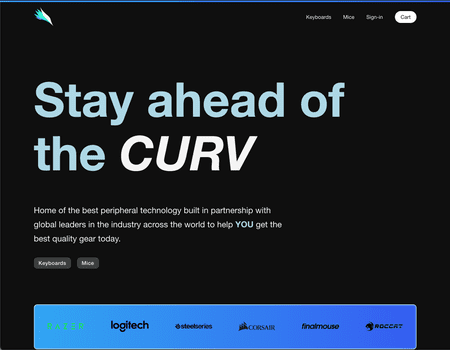 Keyboards Mice Sign-in Cart
Stay ahead of
the CURV
Home of the best peripheral technology built in partnership with
global leaders in the industry across the world to help YOU get the
best quality gear today.
Keyboards Mice
RAZER logitech steelseries CORSAIR finalmouse ROCCAT